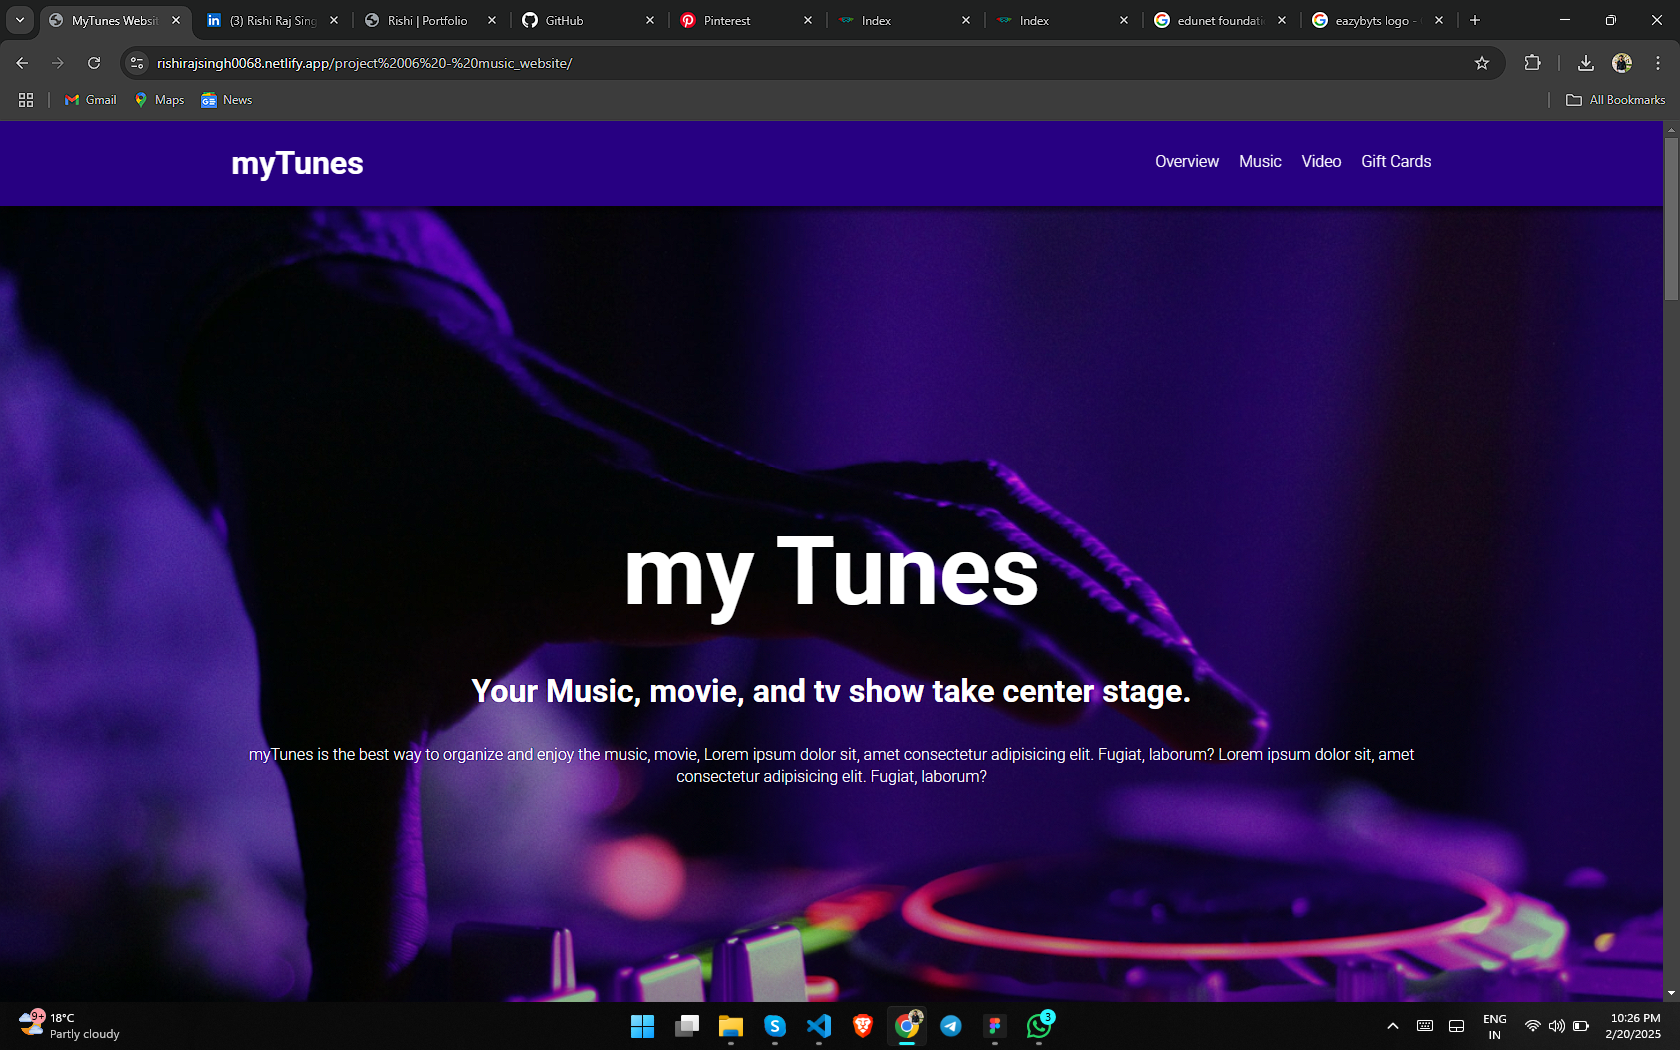 MyTunes Websit
(3) Rishi Raj Sing
Rishi | Portfolio
GitHub
Pinterest
Index
Index
edunet foundati
eazybyts logo -
rishirajsingh0068.netlify.app/project%2006%20-%20music_website/
Gmail
Maps
News
All Bookmarks
myTunes
Overview
Music
Video
Gift Cards
my Tunes
Your Music, movie, and tv show take center stage.
myTunes is the best way to organize and enjoy the music, movie, Lorem ipsum dolor sit, amet consectetur adipisicing elit. Fugiat, laborum? Lorem ipsum dolor sit, amet
consectetur adipisicing elit. Fugiat, laborum?
9+
18°C
Partly cloudy
3
ENG
IN
10:26 PM
2/20/2025